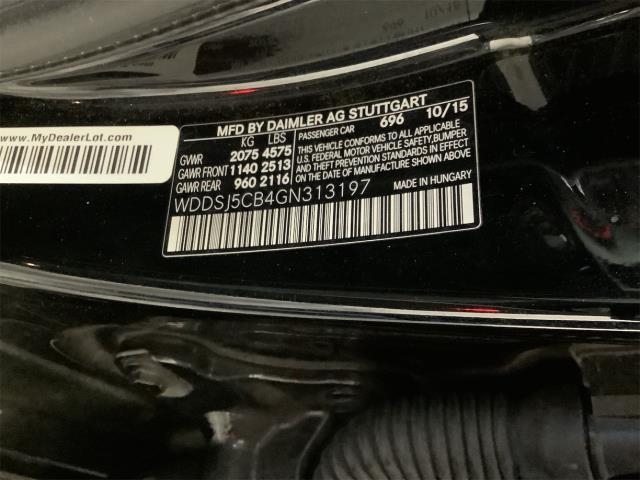 MFD BY DAIMLER AG STUTTGART 10/15
KG LBS PASSENGER CAR 696
GVWR 2075 4575
GAWR FRONT 1140 2513
GAWR REAR 960 2116
THIS VEHICLE CONFORMS TO ALL APPLICABLE
U.S. FEDERAL MOTOR VEHICLE SAFETY, BUMPER
AND THEFT PREVENTION STANDARDS IN EFFECT
ON THE DATE OF MANUFACTURE SHOWN ABOVE.
WDDSJ5CB4GN313197 MADE IN HUNGARY
www.MyDealerLot.com